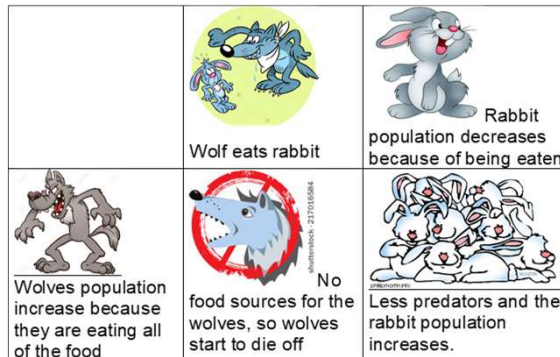 Wolf eats rabbit
Rabbit
population decreases
because of being eaten
Wolves population
increase because
they are eating all
of the food
shutterstock · 217016584
No
food sources for the
wolves, so wolves
start to die off
Less predators and the
rabbit population
increases.